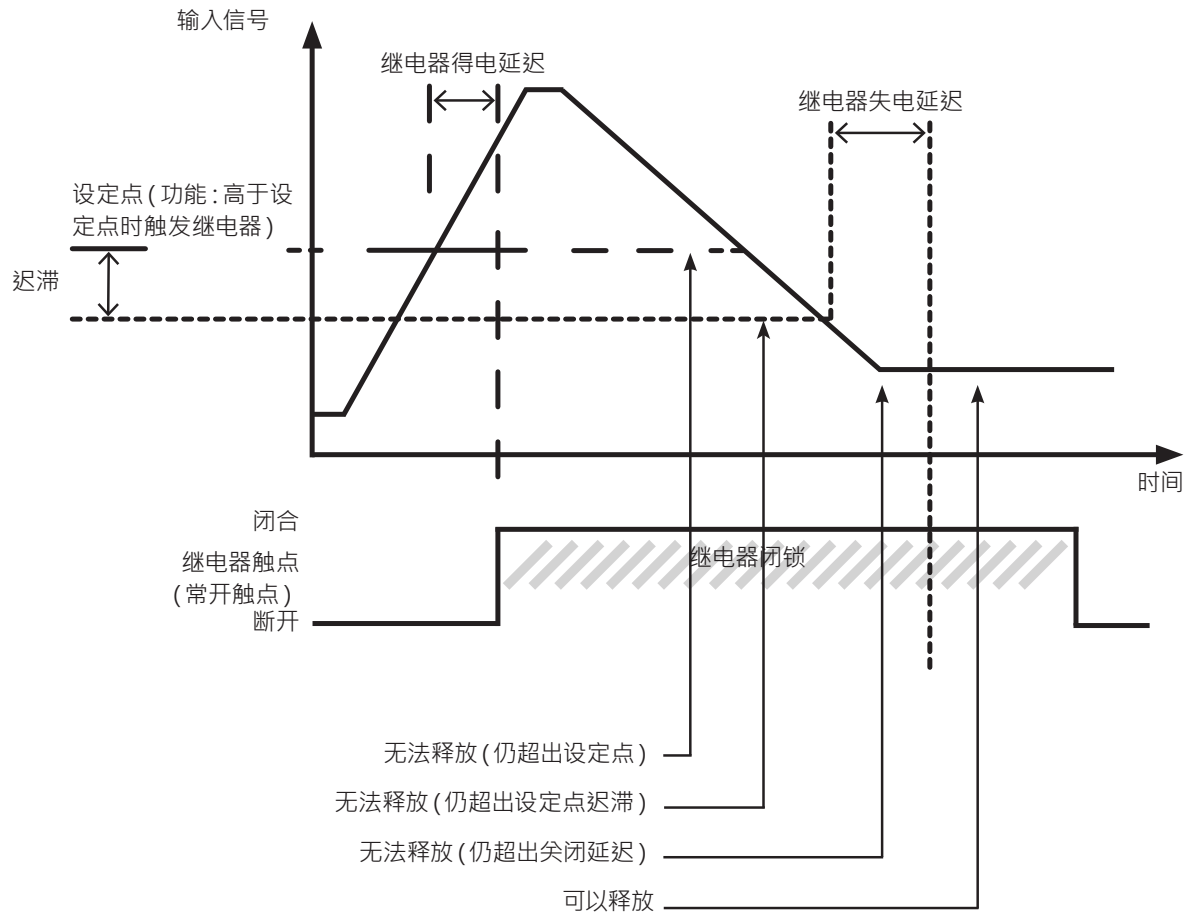 输入信号
继电器得电延迟
继电器失电延迟
设定点(功能:高于设
定点时触发继电器)
迟滞
时间
闭合
继电器触点
(常开触点)
断开
继电器闭锁
无法释放(仍超出设定点)
无法释放(仍超出设定点迟滞)
无法释放(仍超出关闭延迟)
可以释放